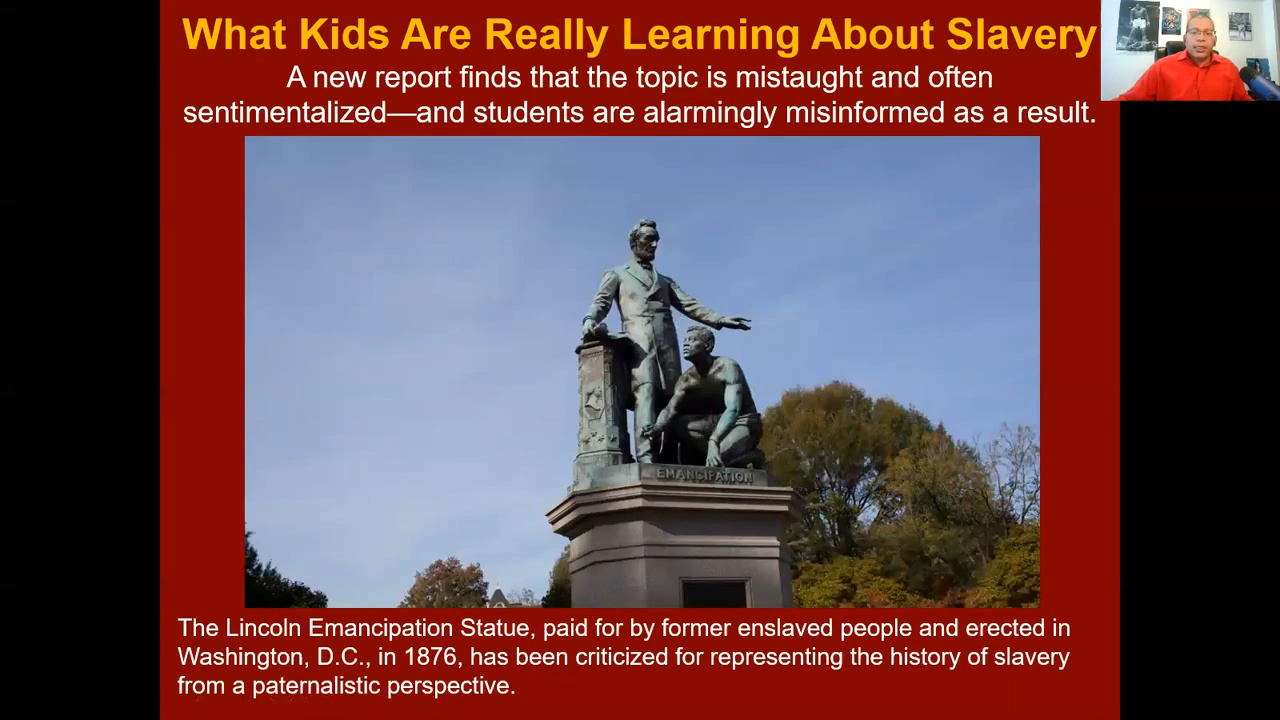 What Kids Are Really Learning About Slavery
A new report finds that the topic is mistaught and often
sentimentalized—and students are alarmingly misinformed as a result.
EMANCIPATION
The Lincoln Emancipation Statue, paid for by former enslaved people and erected in
Washington, D.C., in 1876, has been criticized for representing the history of slavery
from a paternalistic perspective.